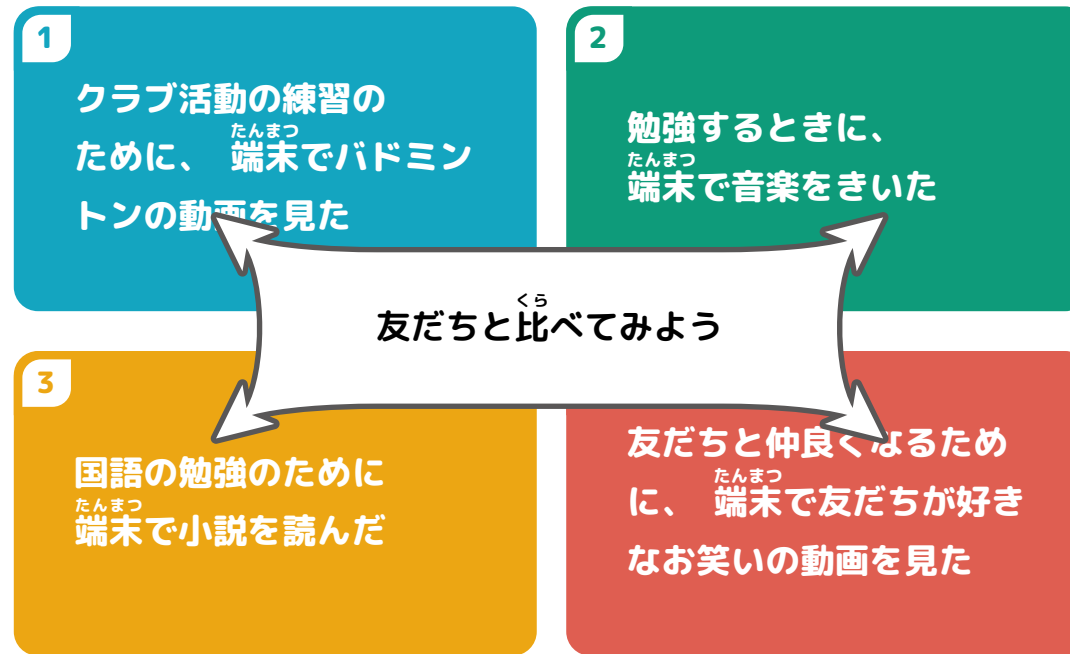 1
クラブ活動の練習の
たんまつ
ために、 端末でバドミン
トンの動画を見た
2
勉強するときに、
たんまつ
端末で音楽をきいた
くら
友だちと比べてみよう
3
国語の勉強のために
たんまつ
端末で小説を読んだ
友だちと仲良くなるため
たんまつ
に、 端末で友だちが好き
なお笑いの動画を見た